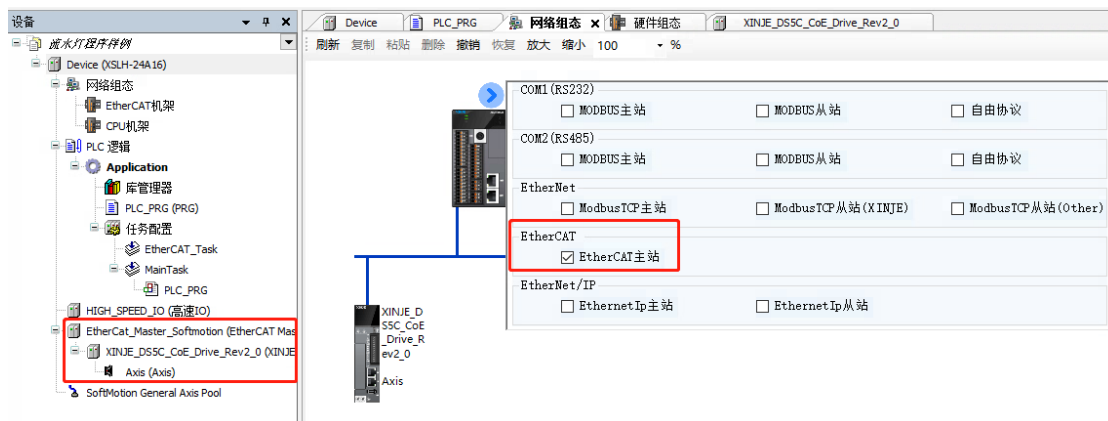 设备
流水灯程序样例
Device (XSLH-24A16)
网络组态
EtherCAT机架
CPU机架
PLC 逻辑
Application
库管理器
PLC_PRG (PRG)
任务配置
EtherCAT_Task
MainTask
PLC_PRG
HIGH_SPEED_IO (高速IO)
EtherCat_Master_Softmotion (EtherCAT Mas
XINJE_DS5C_CoE_Drive_Rev2_0 (XINJE
Axis (Axis)
SoftMotion General Axis Pool
Device PLC_PRG 网络组态 硬件组态 XINJE_DS5C_CoE_Drive_Rev2_0
刷新 复制 粘贴 删除 撤销 恢复 放大 缩小 100 %
COM1(RS232)
MODBUS主站 MODBUS从站 自由协议
COM2(RS485)
MODBUS主站 MODBUS从站 自由协议
EtherNet
ModbusTCP主站 ModbusTCP从站(XINJE) ModbusTCP从站(Other)
EtherCAT
EtherCAT主站
EtherNet/IP
EthernetIp主站 EthernetIp从站
XINJE_D
S5C_CoE
_Drive_R
ev2_0
Axis